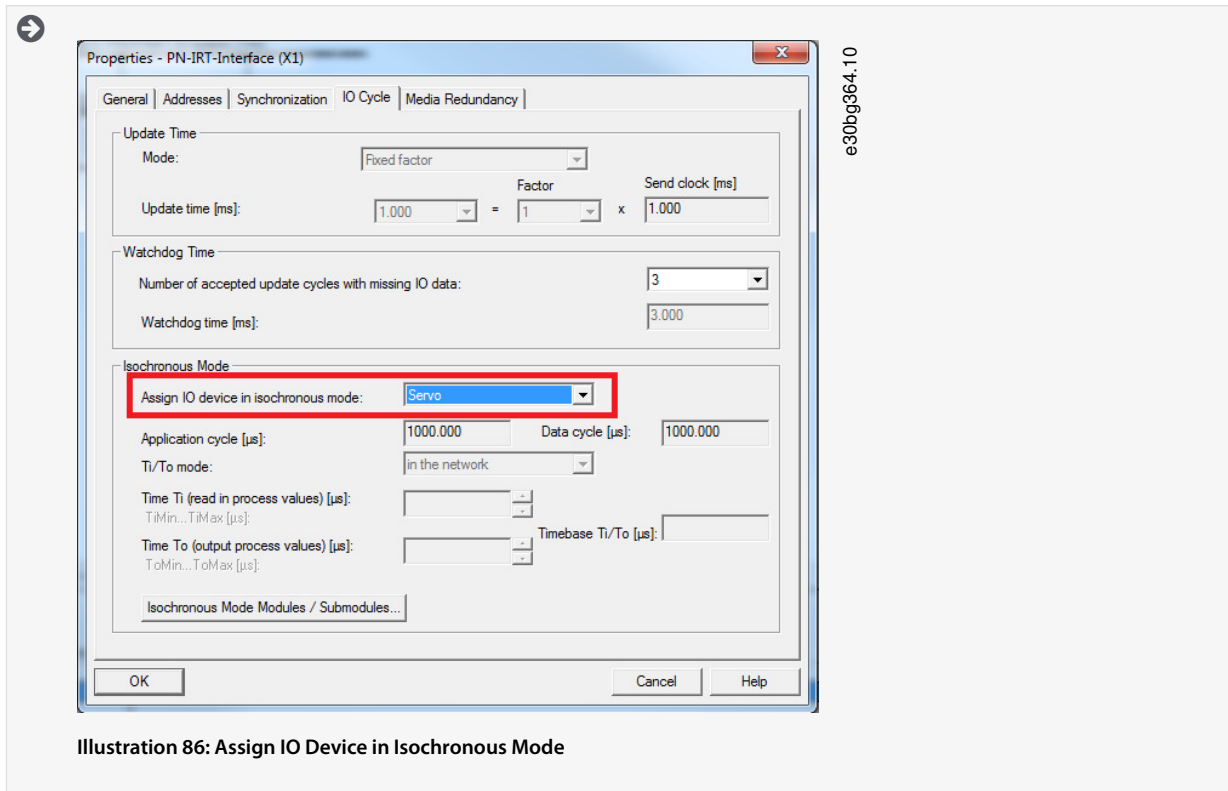 Properties - PN-IRT-Interface (X1)
e30bg364.10
General Addresses Synchronization IO Cycle Media Redundancy
Update Time
Mode: Fixed factor
Factor Send clock [ms]
Update time [ms]: 1.000 = 1 x 1.000
Watchdog Time
Number of accepted update cycles with missing IO data: 3
Watchdog time [ms]: 3.000
Isochronous Mode
Assign IO device in isochronous mode: Servo
Application cycle [µs]: 1000.000 Data cycle [µs]: 1000.000
Ti/To mode: in the network
Time Ti (read in process values) [µs]:
TiMin...TiMax [µs]:
Timebase Ti/To [µs]:
Time To (output process values) [µs]:
ToMin...ToMax [µs]:
Isochronous Mode Modules / Submodules...
OK Cancel Help
Illustration 86: Assign IO Device in Isochronous Mode